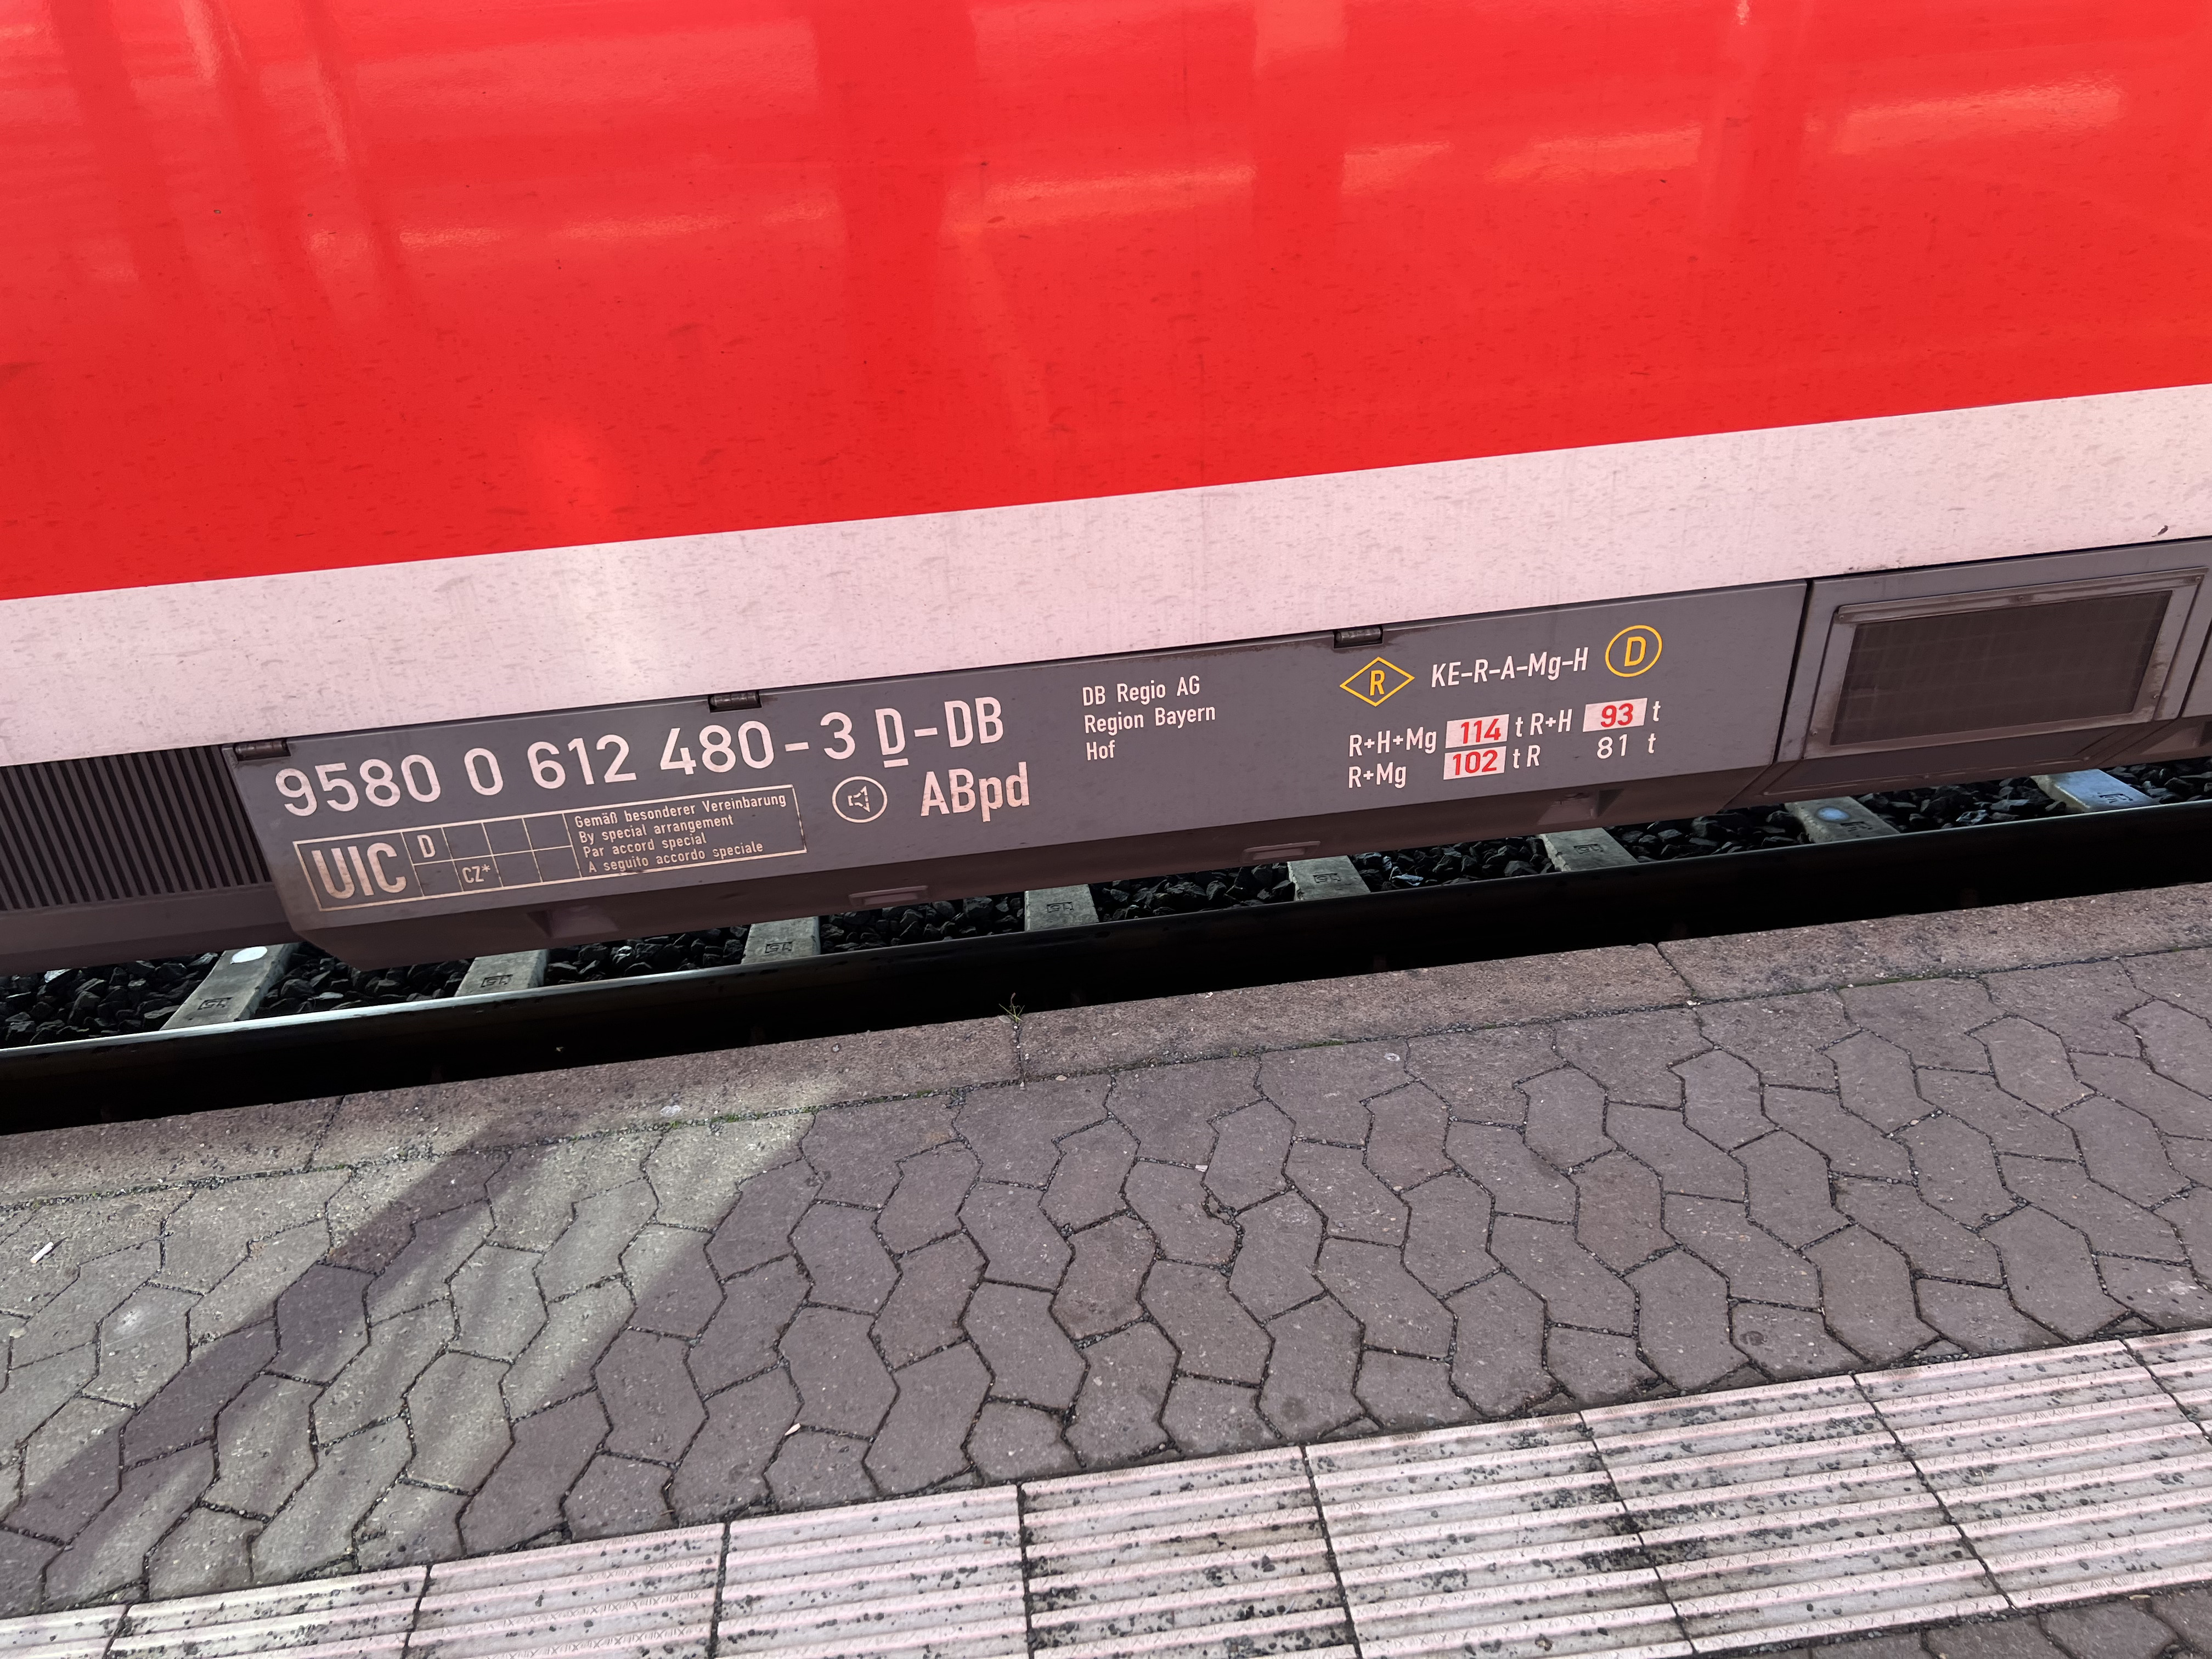 9580 0 612 480-3 D-DB
UIC
D
CZ*
Gemäß besonderer Vereinbarung
By special arrangement
Par accord special
A seguito accordo speciale
ABpd
DB Regio AG
Region Bayern
Hof
R KE-R-A-Mg-H D
R+H+Mg 114 t R+H 93 t
R+Mg 102 t R 81 t